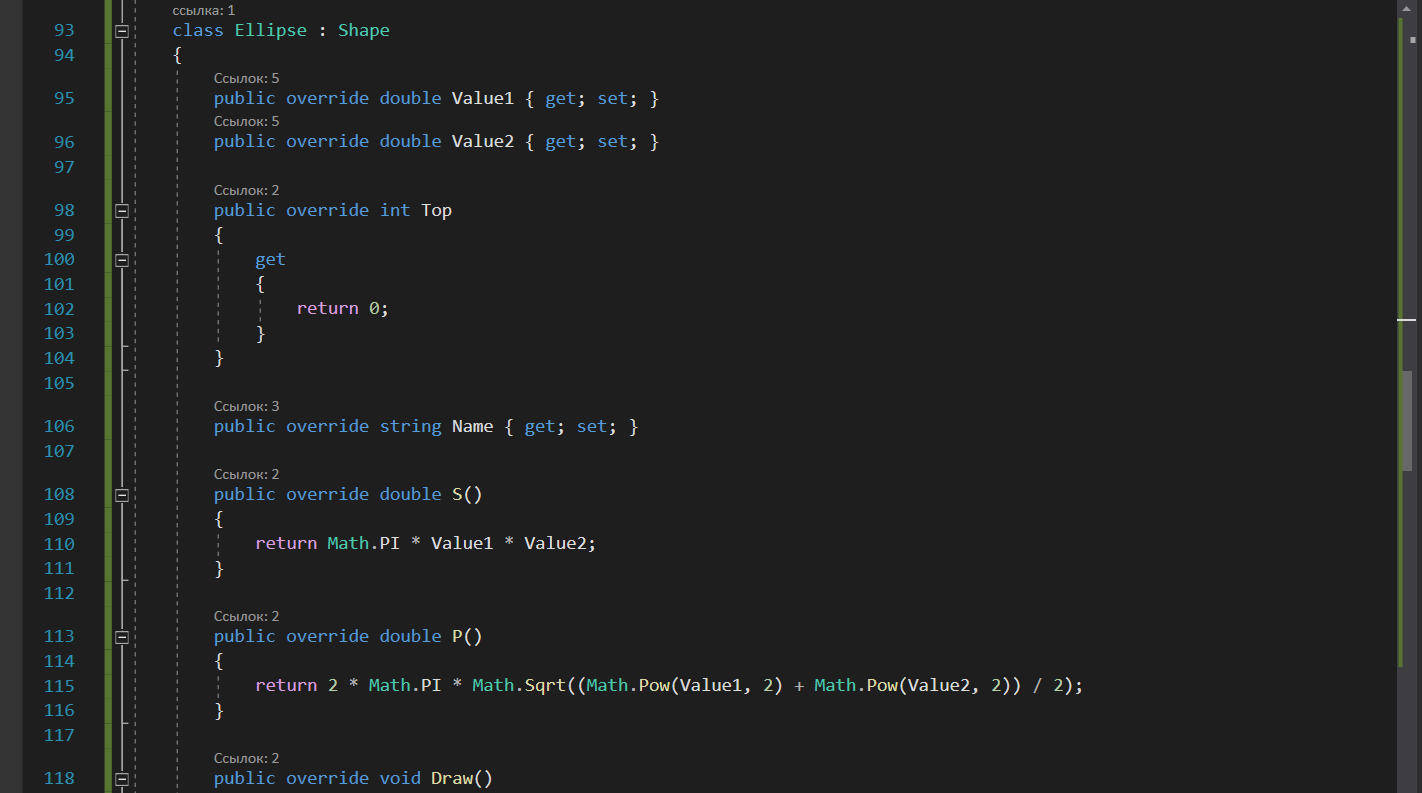 ссылка: 1
93 class Ellipse : Shape
94 {
Ссылок: 5
95 public override double Value1 { get; set; }
Ссылок: 5
96 public override double Value2 { get; set; }
97
Ссылок: 2
98 public override int Top
99 {
100 get
101 {
102 return 0;
103 }
104 }
105
Ссылок: 3
106 public override string Name { get; set; }
107
Ссылок: 2
108 public override double S()
109 {
110 return Math.PI * Value1 * Value2;
111 }
112
Ссылок: 2
113 public override double P()
114 {
115 return 2 * Math.PI * Math.Sqrt((Math.Pow(Value1, 2) + Math.Pow(Value2, 2)) / 2);
116 }
117
Ссылок: 2
118 public override void Draw()